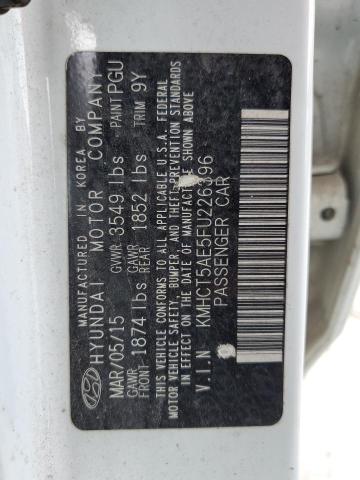 MANUFACTURED IN KOREA BY
HYUNDAI MOTOR COMPANY
MAR/05/15 GVWR 3549 lbs PAINT PGU
GAWR FRONT 1874 lbs GAWR REAR 1852 lbs TRIM 9Y
THIS VEHICLE CONFORMS TO ALL APPLICABLE U.S.A. FEDERAL
MOTOR VEHICLE SAFETY, BUMPER, AND THEFT-PREVENTION STANDARDS
IN EFFECT ON THE DATE OF MANUFACTURE SHOWN ABOVE.
V.I.N KMHCT5AE5FU226396
PASSENGER CAR